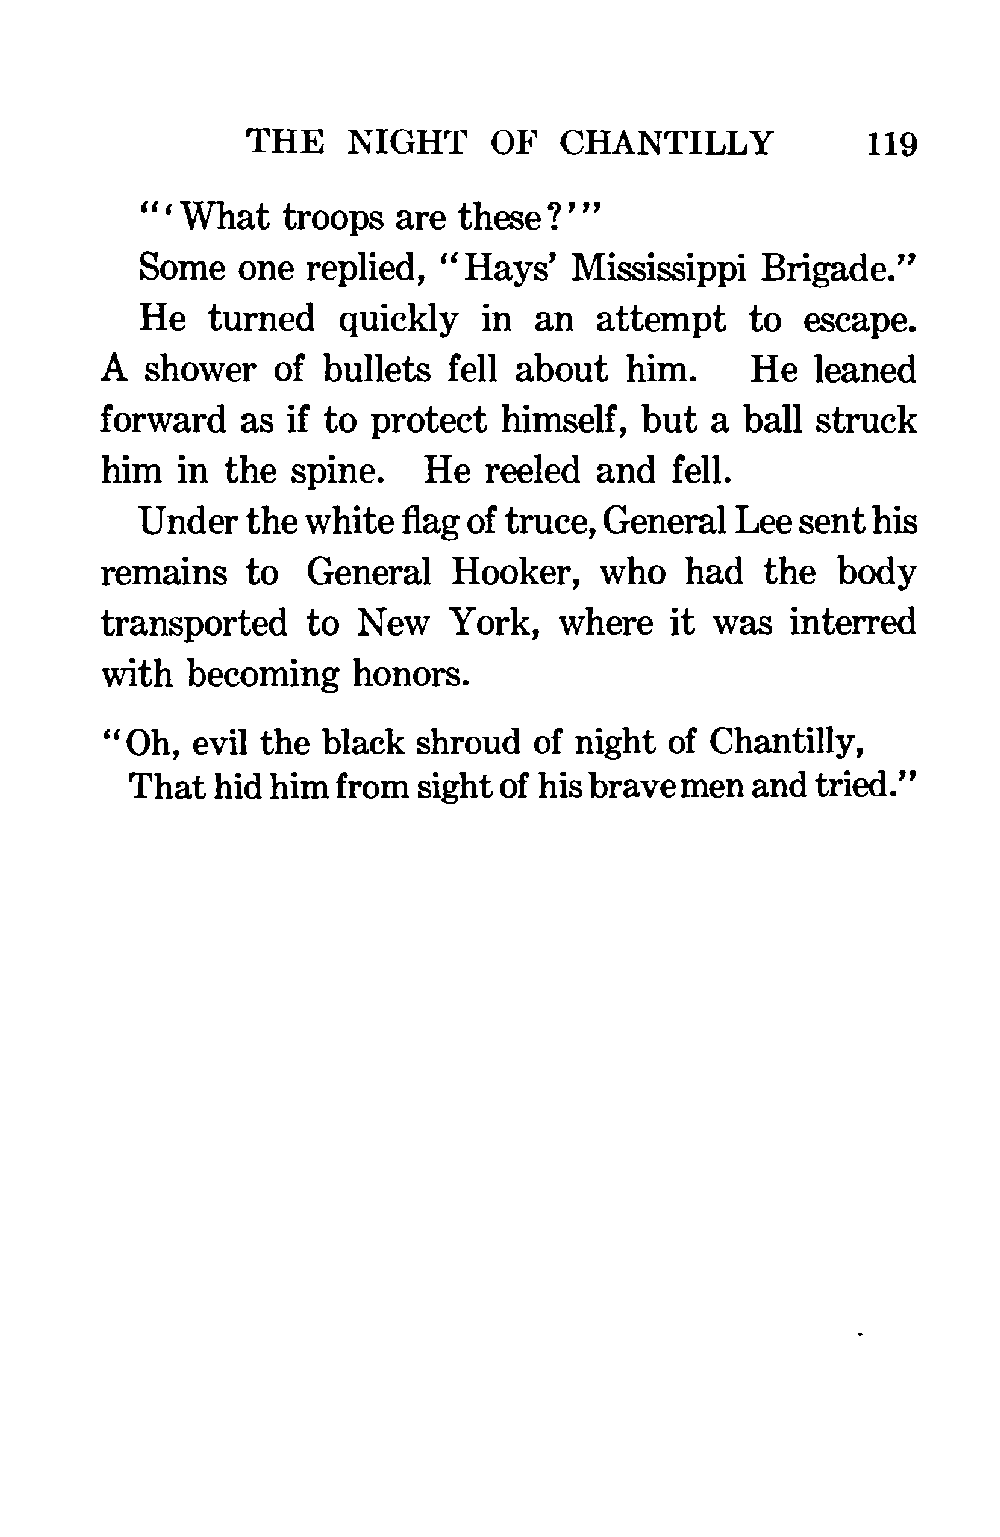 THE NIGHT OF CHANTILLY 119
"'What troops are these?'"
Some one replied, "Hays' Mississippi Brigade."
He turned quickly in an attempt to escape.
A shower of bullets fell about him. He leaned
forward as if to protect himself, but a ball struck
him in the spine. He reeled and fell.
Under the white flag of truce, General Lee sent his
remains to General Hooker, who had the body
transported to New York, where it was interred
with becoming honors.
"Oh, evil the black shroud of night of Chantilly,
That hid him from sight of his brave men and tried."